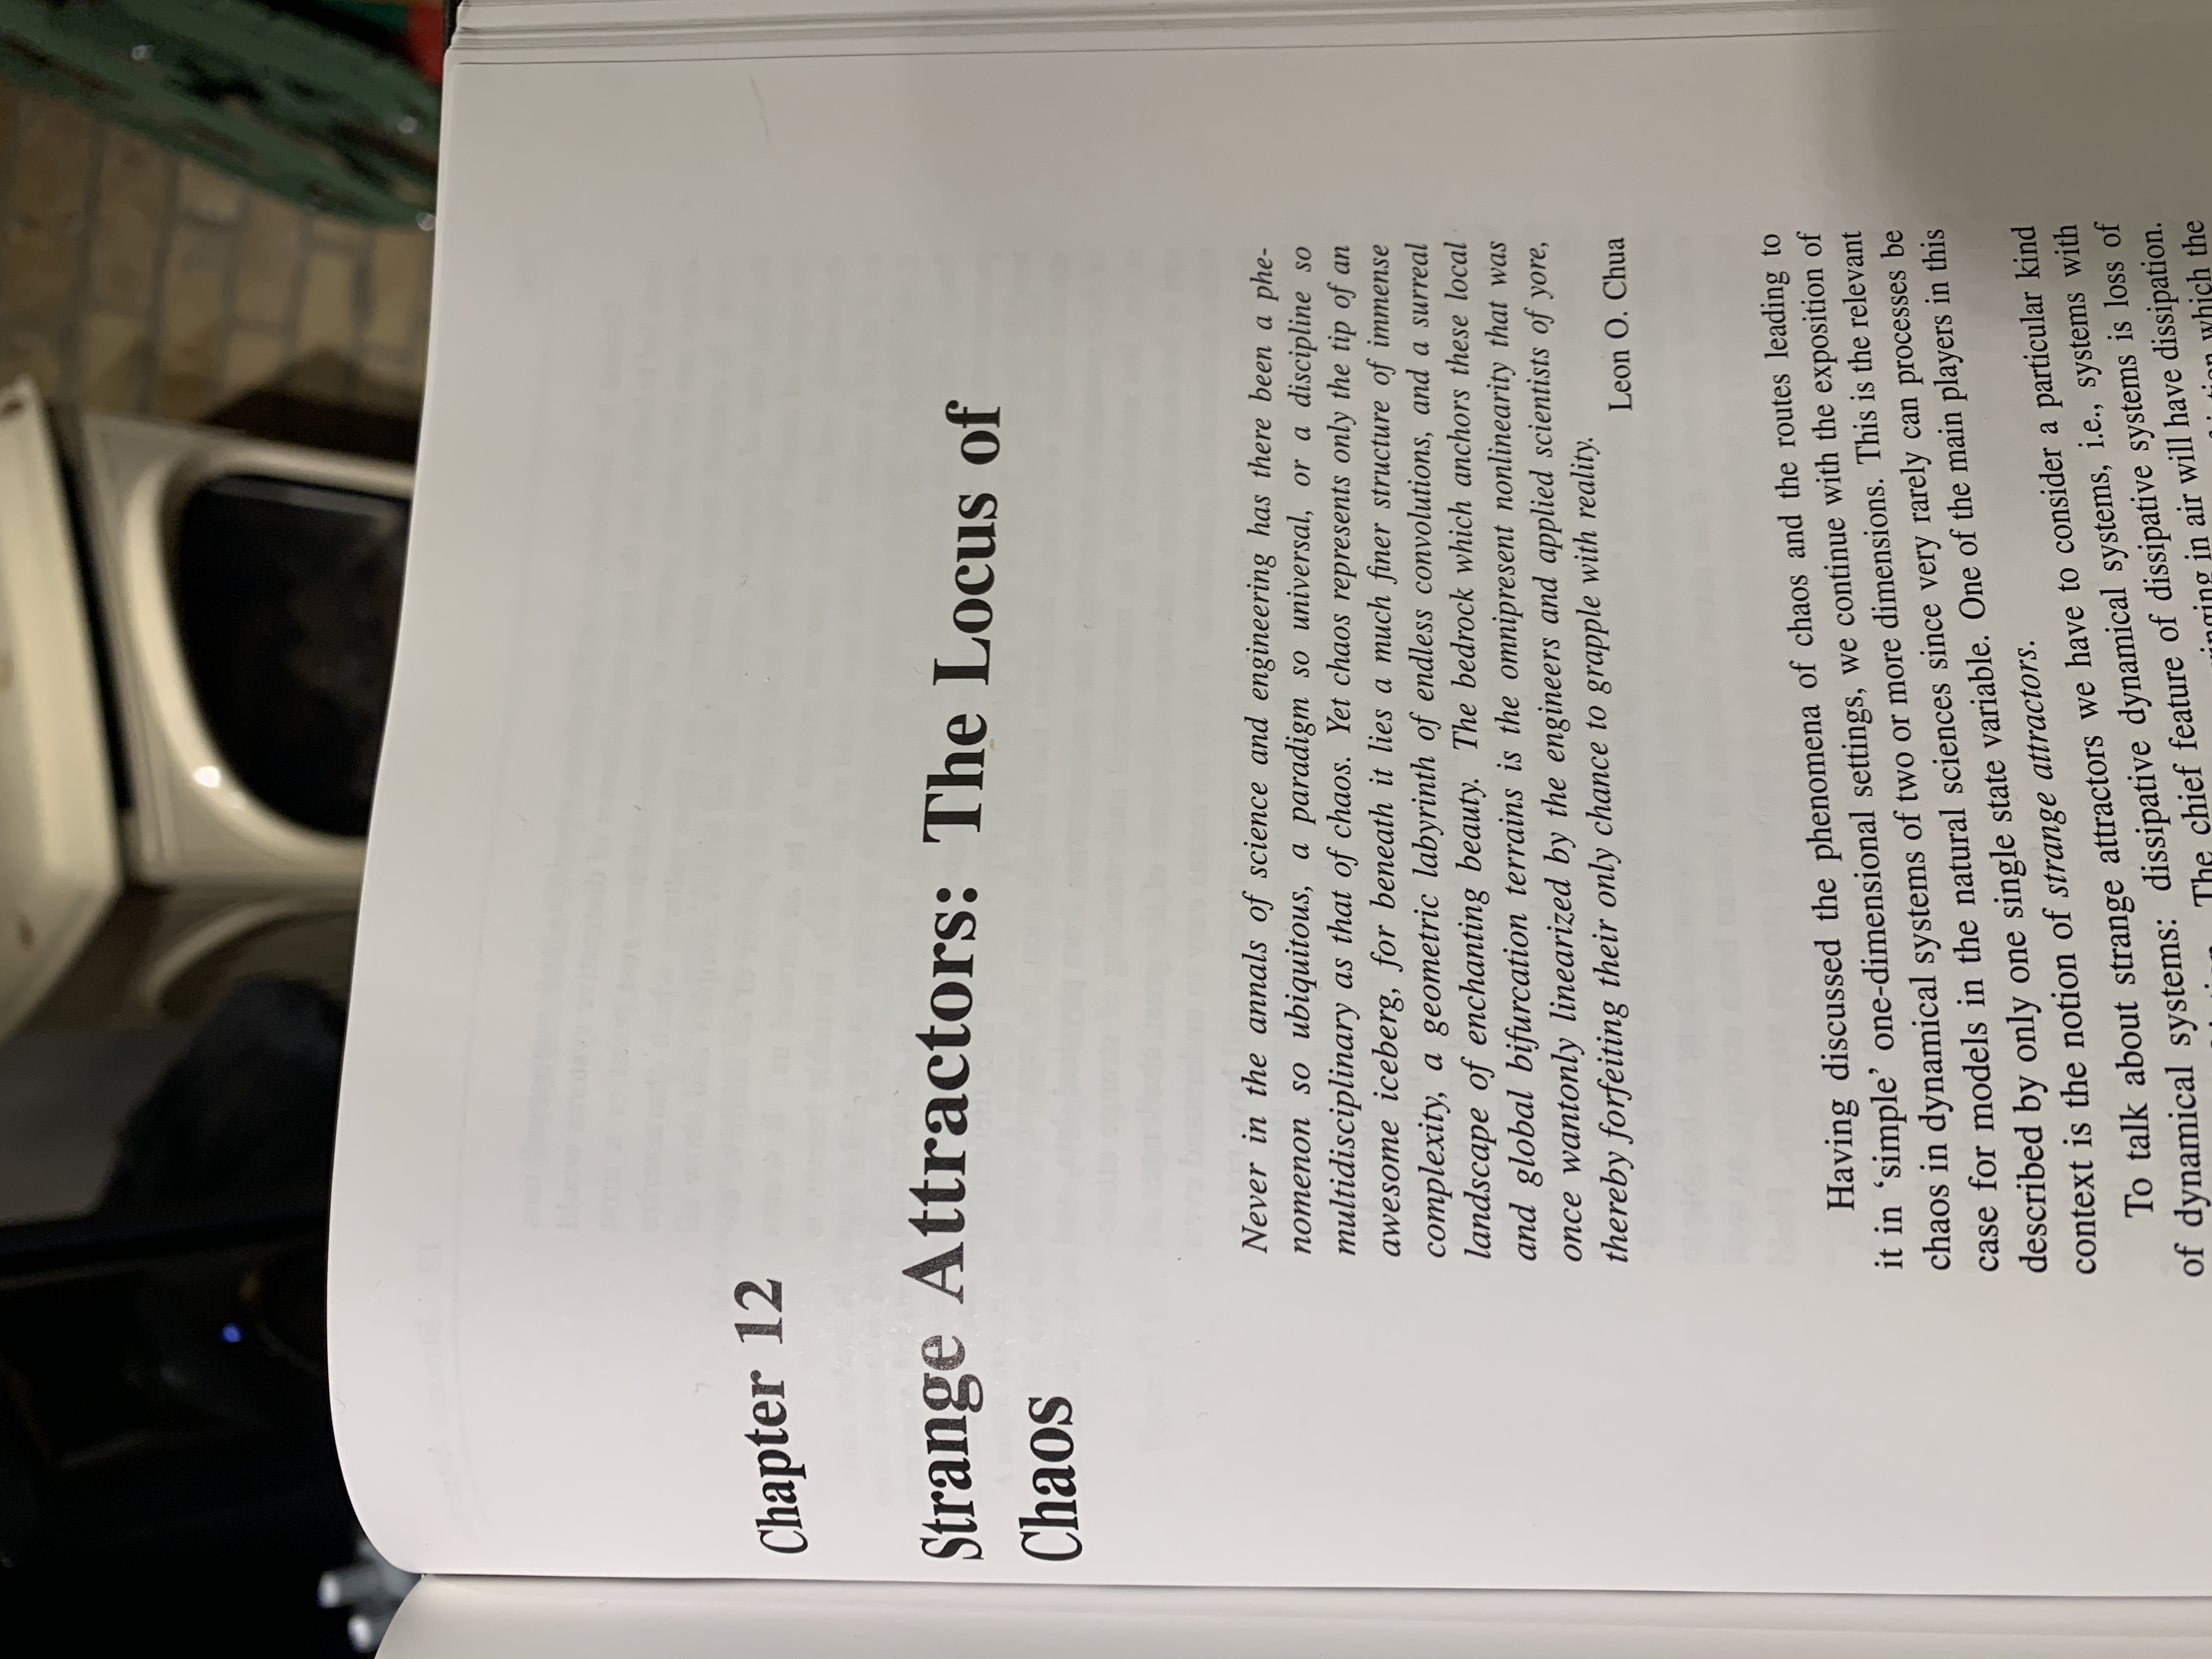 Chapter 12
Strange Attractors: The Locus of
Chaos
Never in the annals of science and engineering has there been a phe-
nomenon so ubiquitous, a paradigm so universal, or a discipline so
multidisciplinary as that of chaos. Yet chaos represents only the tip of an
awesome iceberg, for beneath it lies a much finer structure of immense
complexity, a geometric labyrinth of endless convolutions, and a surreal
landscape of enchanting beauty. The bedrock which anchors these local
and global bifurcation terrains is the omnipresent nonlinearity that was
once wantonly linearized by the engineers and applied scientists of yore,
thereby forfeiting their only chance to grapple with reality.
Leon O. Chua
Having discussed the phenomena of chaos and the routes leading to
it in ‘simple’ one-dimensional settings, we continue with the exposition of
chaos in dynamical systems of two or more dimensions. This is the relevant
case for models in the natural sciences since very rarely can processes be
described by only one single state variable. One of the main players in this
context is the notion of strange attractors.
To talk about strange attractors we have to consider a particular kind
of dynamical systems: dissipative dynamical systems, i.e., systems with
The chief feature of dissipative systems is loss of
in air will have dissipation.
which the